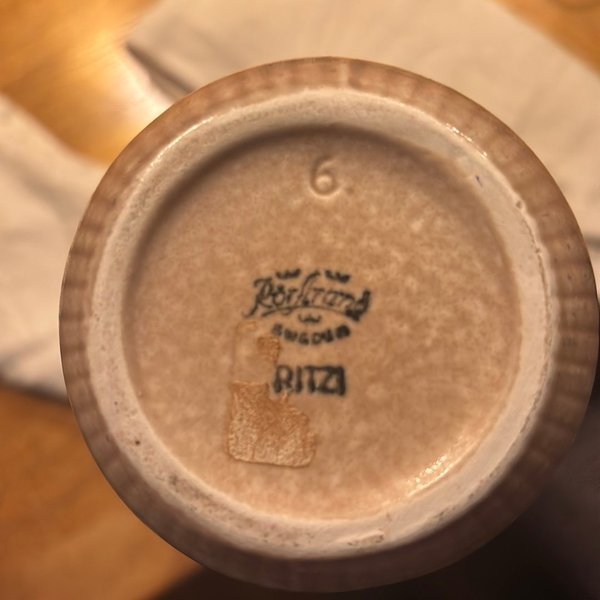 6
Rörstrand
SWEDEN
RITZI